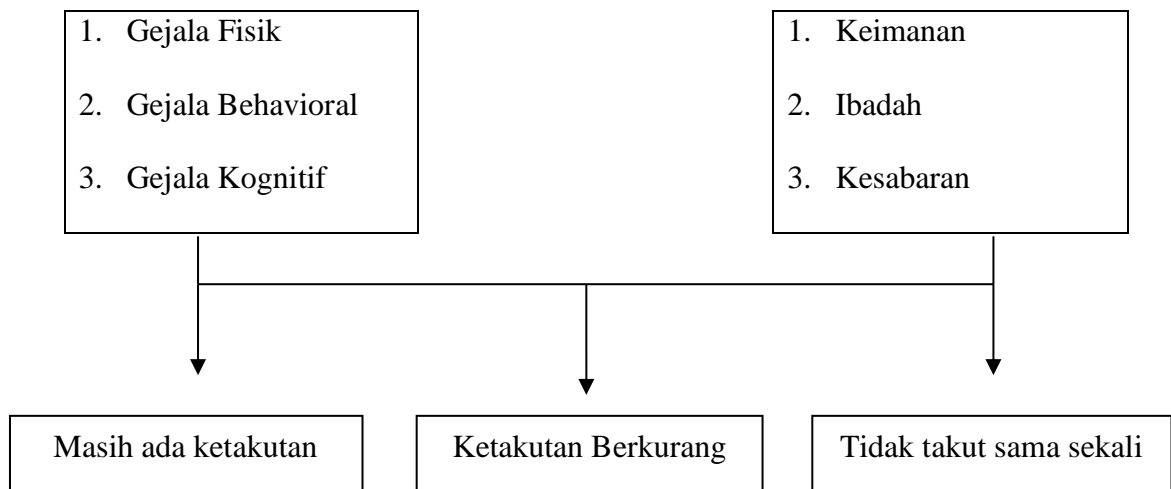 1. Gejala Fisik
2. Gejala Behavioral
3. Gejala Kognitif
1. Keimanan
2. Ibadah
3. Kesabaran
Masih ada ketakutan
Ketakutan Berkurang
Tidak takut sama sekali